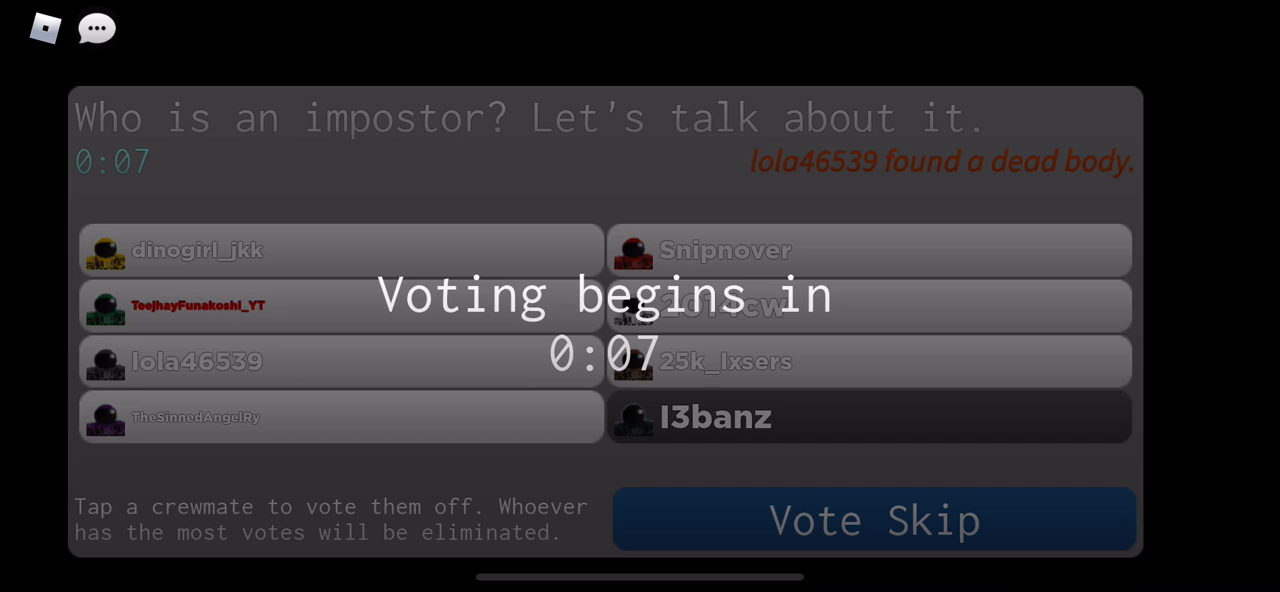 Who is an impostor? Let's talk about it.
0:07
lola46539 found a dead body.
dinogirl_jkk
Snipnover
Voting begins in
0:07
TeejhayFunakoshi_YT
lola46539
25k_lxsers
TheSinnedAngelRy
I3banz
Tap a crewmate to vote them off. Whoever
has the most votes will be eliminated.
Vote Skip